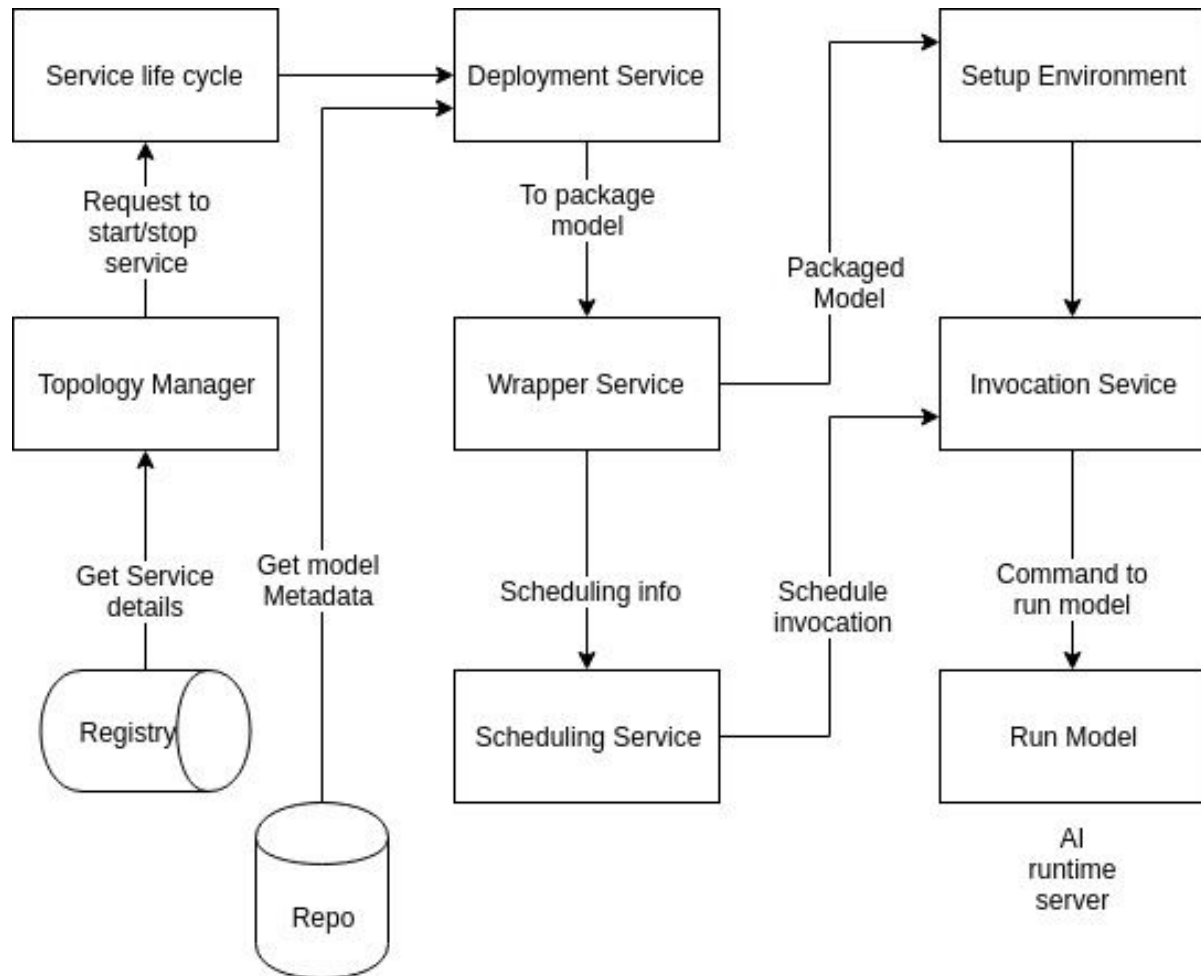 Service life cycle
Deployment Service
Setup Environment
Request to
start/stop
service
To package
model
Packaged
Model
Topology Manager
Wrapper Service
Invocation Sevice
Get Service
details
Get model
Metadata
Scheduling info
Schedule
invocation
Command to
run model
Registry
Scheduling Service
Run Model
Repo
AI
runtime
server